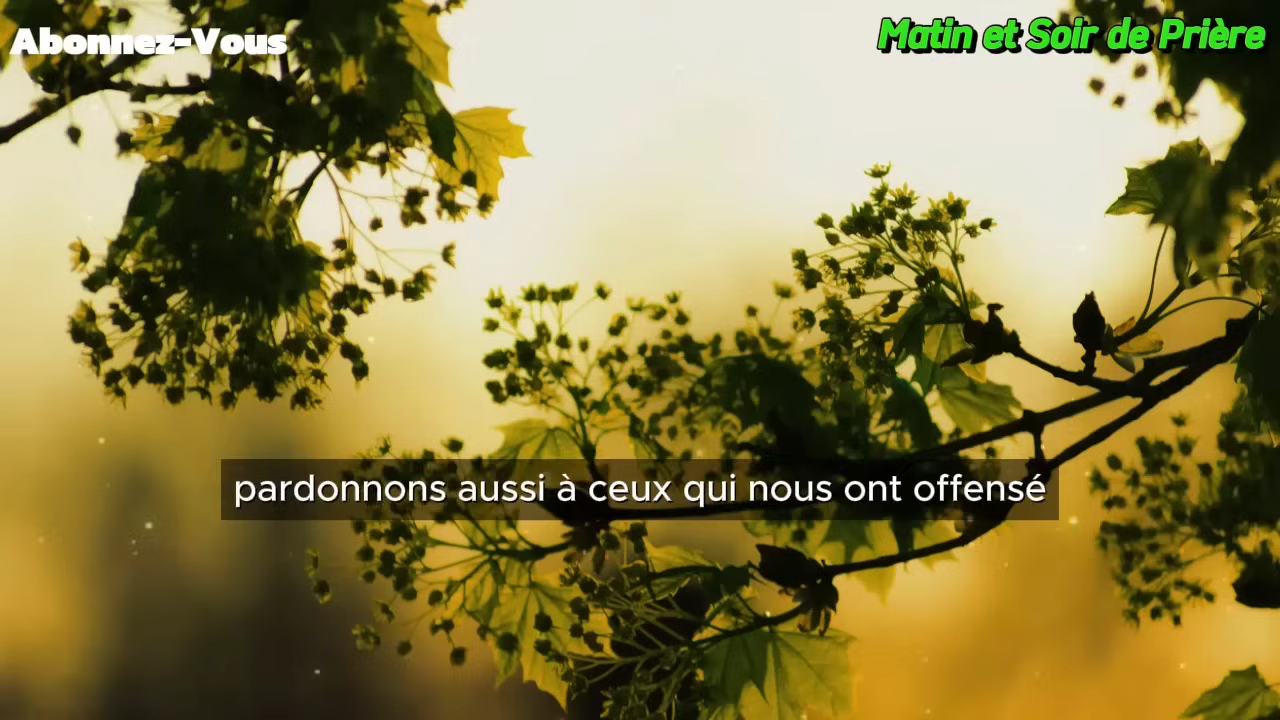 Abonnez-Vous
Matin et Soir de Prière
pardonnons aussi à ceux qui nous ont offensé